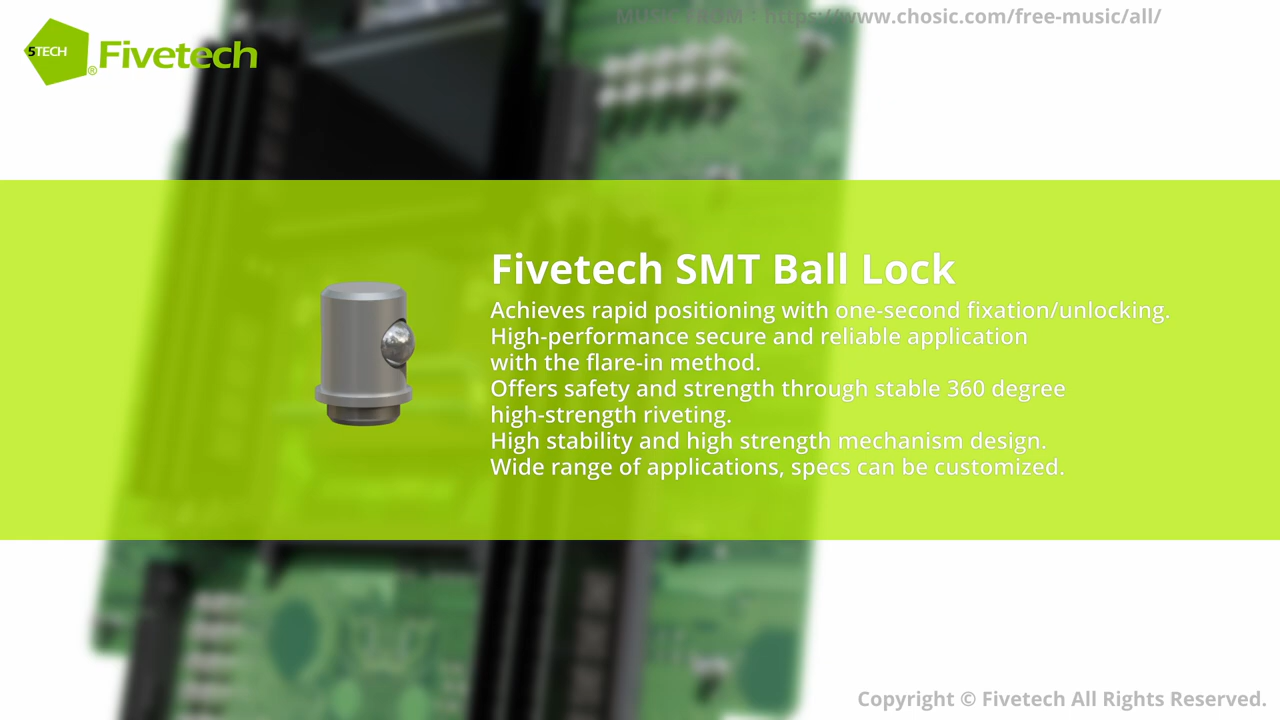 MUSIC FROM : https://www.chosic.com/free-music/all/
5TECH
® Fivetech
Fivetech SMT Ball Lock
Achieves rapid positioning with one-second fixation/unlocking.
High-performance secure and reliable application
with the flare-in method.
Offers safety and strength through stable 360 degree
high-strength riveting.
High stability and high strength mechanism design.
Wide range of applications, specs can be customized.
Copyright © Fivetech All Rights Reserved.